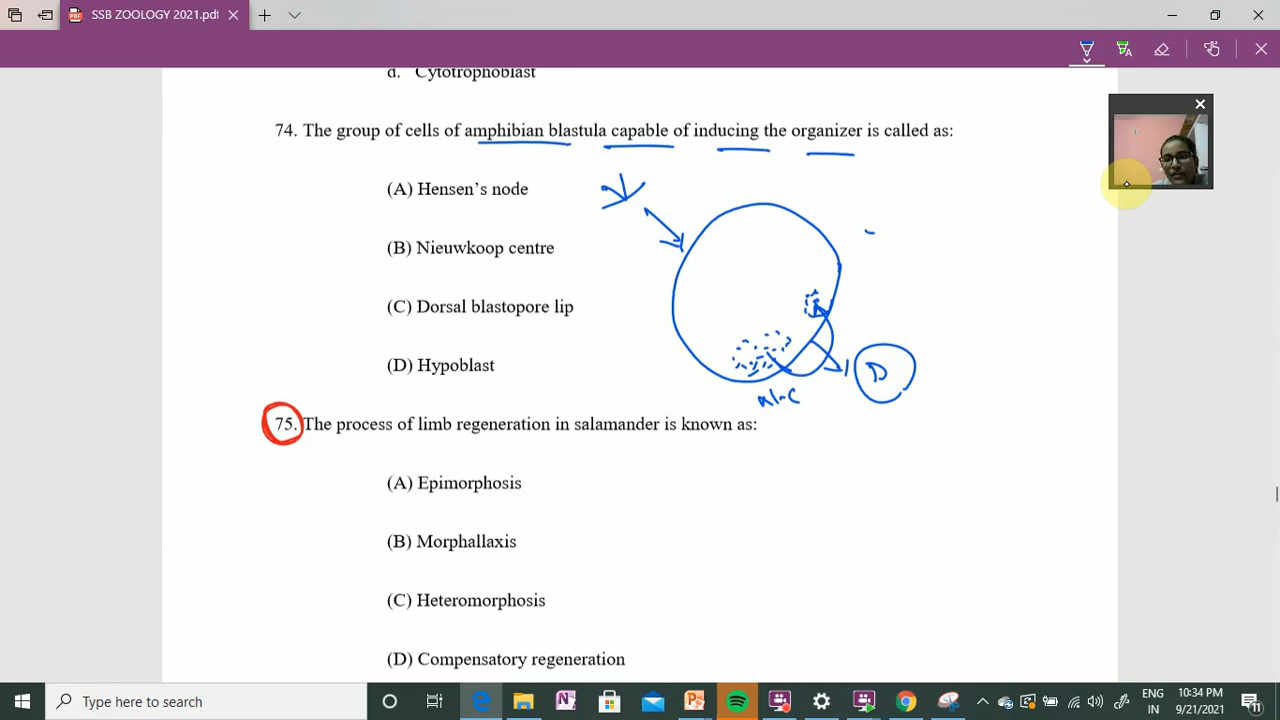 SSB ZOOLOGY 2021.pdf
d. Cytotrophoblast
74. The group of cells of amphibian blastula capable of inducing the organizer is called as:
(A) Hensen's node
(B) Nieuwkoop centre
(C) Dorsal blastopore lip
D
(D) Hypoblast
N-C
75. The process of limb regeneration in salamander is known as:
(A) Epimorphosis
(B) Morphallaxis
(C) Heteromorphosis
(D) Compensatory regeneration
Type here to search
ENG 10:34 PM
IN 9/21/2021